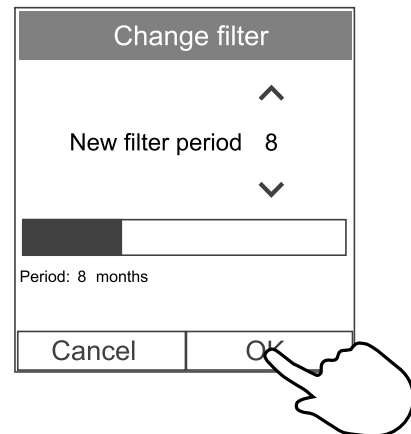 Change filter
New filter period 8
Period: 8 months
Cancel OK